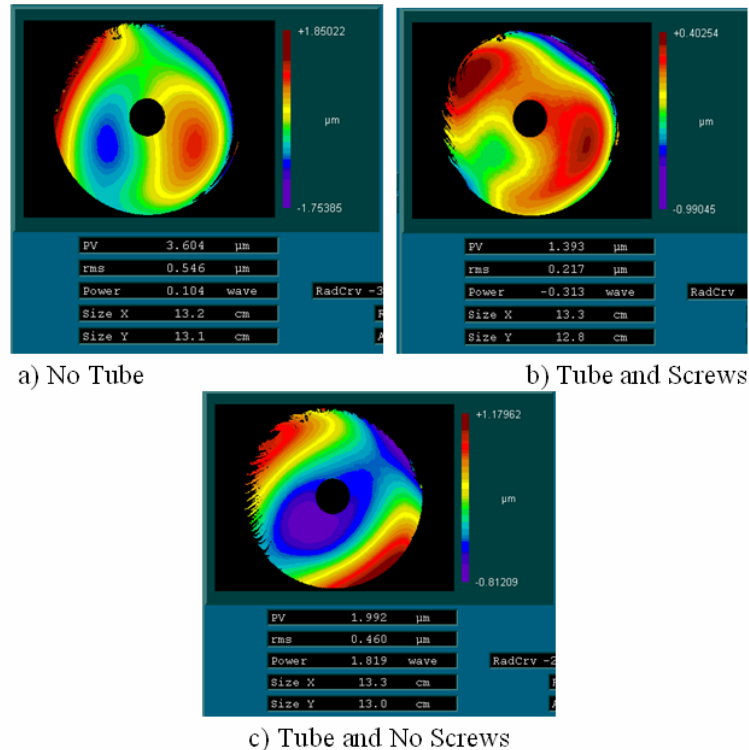 +1.85022
µm
-1.75385
PV 3.604 µm
rms 0.546 µm
Power 0.104 wave RadCrv -3
Size X 13.2 cm
Size Y 13.1 cm
a) No Tube
+0.40254
µm
-0.99045
PV 1.393 µm
rms 0.217 µm
Power -0.313 wave RadCrv
Size X 13.3 cm
Size Y 12.8 cm
b) Tube and Screws
+1.17962
µm
-0.81209
PV 1.992 µm
rms 0.460 µm
Power 1.819 wave RadCrv -2
Size X 13.3 cm
Size Y 13.0 cm
c) Tube and No Screws